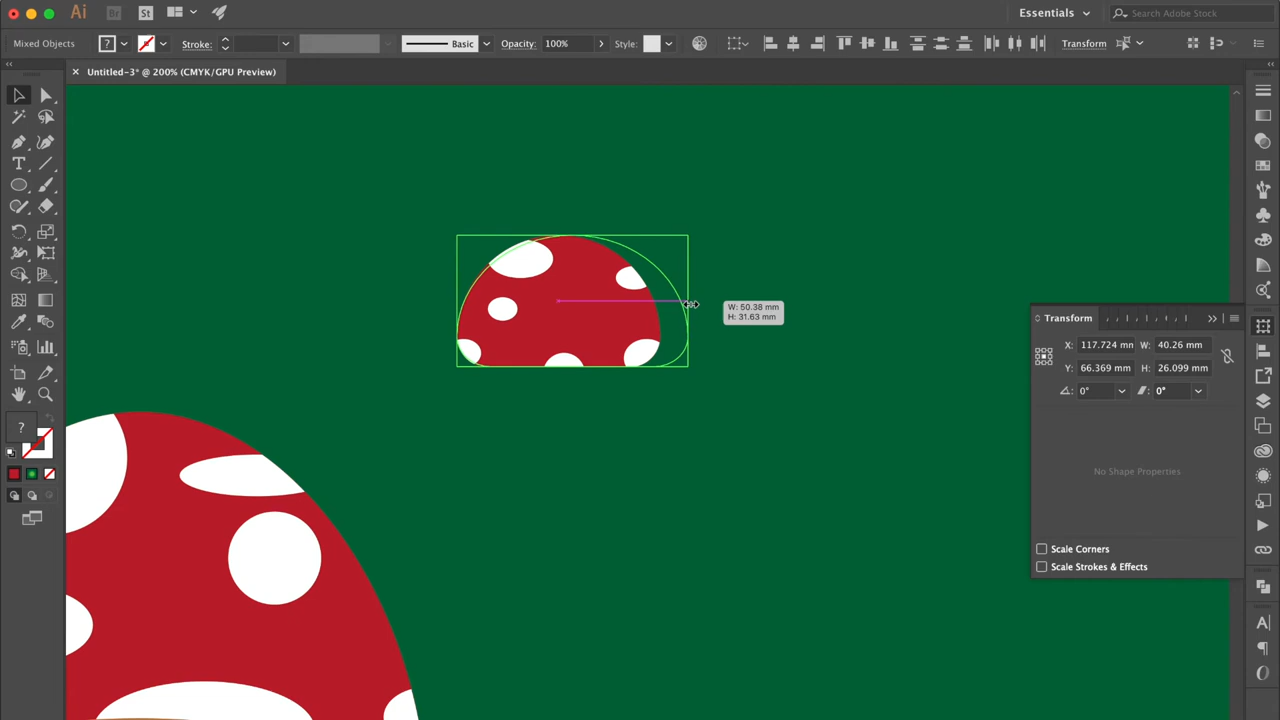 Ai Br St Essentials Search Adobe Stock
Mixed Objects ? Stroke: Basic Opacity: 100% Style: Transform
× Untitled-3* @ 200% (CMYK/GPU Preview)
W: 50.38 mm
H: 31.63 mm
Transform
X: 117.724 mm W: 40.26 mm
Y: 66.369 mm H: 26.099 mm
0° 0°
No Shape Properties
Scale Corners
Scale Strokes & Effects
T
?
A